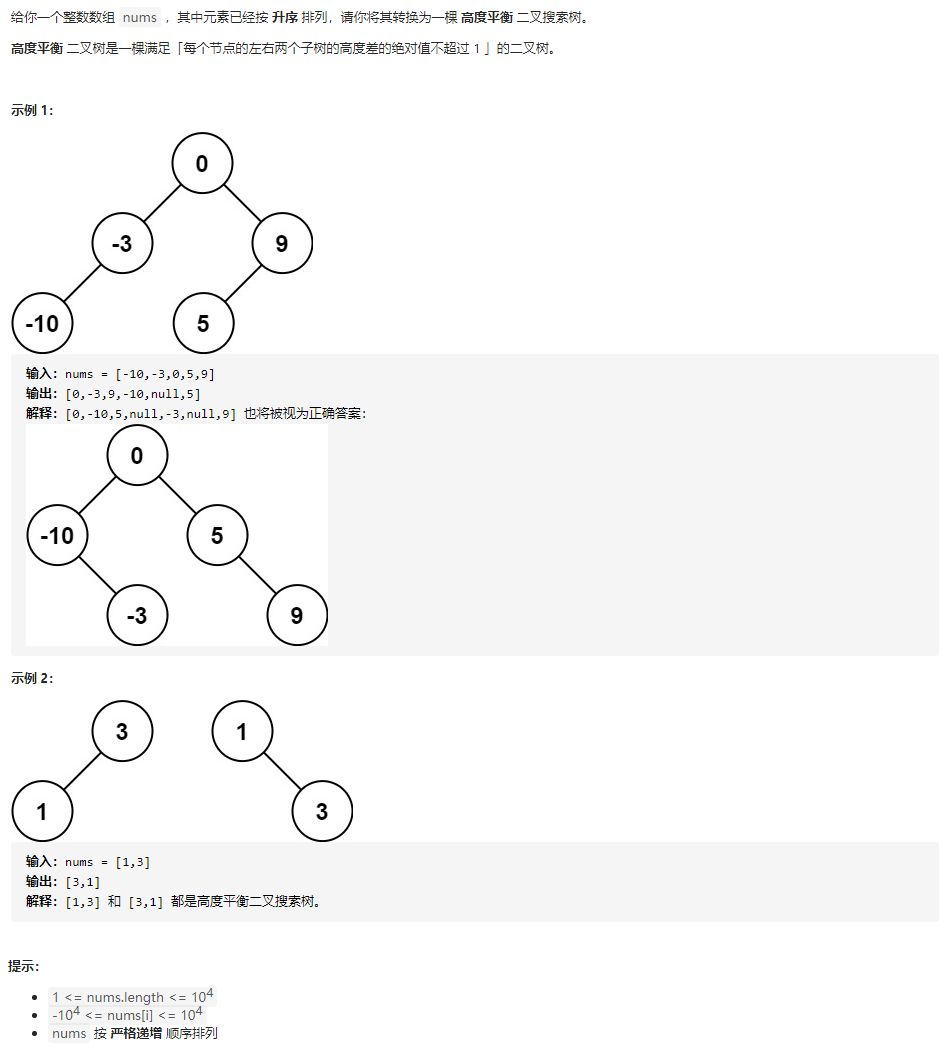 给你一个整数数组 nums ，其中元素已经按 升序 排列，请你将其转换为一棵 高度平衡 二叉搜索树。
高度平衡 二叉树是一棵满足「每个节点的左右两个子树的高度差的绝对值不超过 1 」的二叉树。
示例 1：
0
-3 9
-10 5
输入：nums = [-10,-3,0,5,9]
输出：[0,-3,9,-10,null,5]
解释：[0,-10,5,null,-3,null,9] 也将被视为正确答案：
0
-10 5
-3 9
示例 2：
3 1
1 3
输入：nums = [1,3]
输出：[3,1]
解释：[1,3] 和 [3,1] 都是高度平衡二叉搜索树。
提示：
1 <= nums.length <= 10⁴
-10⁴ <= nums[i] <= 10⁴
nums 按 严格递增 顺序排列